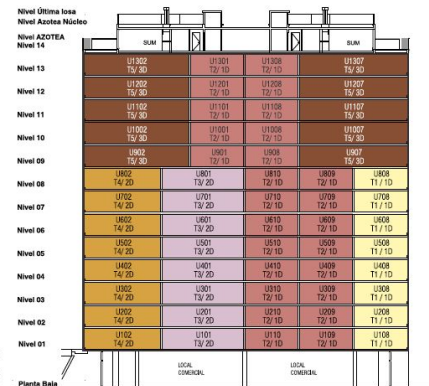 Nivel Última losa
Nivel Azotea Núcleo
Nivel AZOTEA
Nivel 14
SUM
SUM
Nivel 13
U1302
T5/ 3D
U1301
T2/ 1D
U1308
T2/ 1D
U1307
T5/ 3D
Nivel 12
U1202
T5/ 3D
U1201
T2/ 1D
U1208
T2/ 1D
U1207
T5/ 3D
Nivel 11
U1102
T5/ 3D
U1101
T2/ 1D
U1108
T2/ 1D
U1107
T5/ 3D
Nivel 10
U1002
T5/ 3D
U1001
T2/ 1D
U1008
T2/ 1D
U1007
T5/ 3D
Nivel 09
U902
T5/ 3D
U901
T2/ 1D
U908
T2/ 1D
U907
T5/ 3D
Nivel 08
U802
T4/ 2D
U801
T3/ 2D
U810
T2/ 1D
U809
T2/ 1D
U808
T1 / 1D
Nivel 07
U702
T4/ 2D
U701
T3/ 2D
U710
T2/ 1D
U709
T2/ 1D
U708
T1 / 1D
Nivel 06
U602
T4/ 2D
U601
T3/ 2D
U610
T2/ 1D
U609
T2/ 1D
U608
T1 / 1D
Nivel 05
U502
T4/ 2D
U501
T3/ 2D
U510
T2/ 1D
U509
T2/ 1D
U508
T1 / 1D
Nivel 04
U402
T4/ 2D
U401
T3/ 2D
U410
T2/ 1D
U409
T2/ 1D
U408
T1 / 1D
Nivel 03
U302
T4/ 2D
U301
T3/ 2D
U310
T2/ 1D
U309
T2/ 1D
U308
T1 / 1D
Nivel 02
U202
T4/ 2D
U201
T3/ 2D
U210
T2/ 1D
U209
T2/ 1D
U208
T1 / 1D
Nivel 01
U102
T4/ 2D
U101
T3/ 2D
U110
T2/ 1D
U109
T2/ 1D
U108
T1 / 1D
LOCAL
COMERCIAL
LOCAL
COMERCIAL
Planta Baja